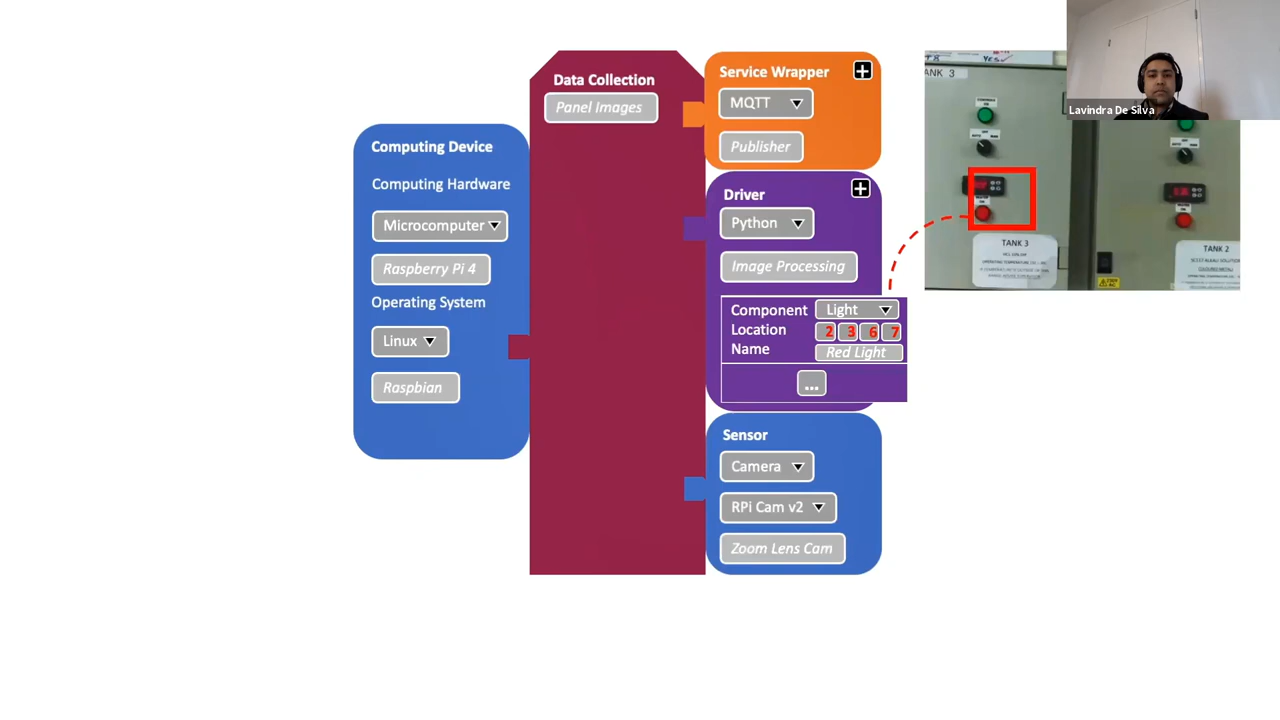 Data Collection
Panel Images
Service Wrapper
MQTT
Publisher
Computing Device
Computing Hardware
Microcomputer
Raspberry Pi 4
Operating System
Linux
Raspbian
Driver
Python
Image Processing
Component Light
Location 2 3 6 7
Name Red Light
...
Sensor
Camera
RPi Cam v2
Zoom Lens Cam
YES
ANK 3
Lavindra De Silva
TANK 3
TANK 2